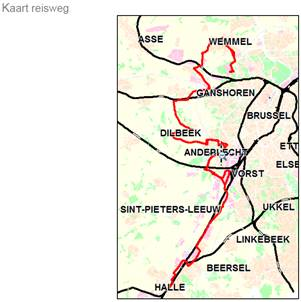 Kaart reisweg
ASSE
WEMMEL
GANSHOREN
BRUSSEL
DILBEEK
ETT
ANDERLECHT
ELSE
VORST
SINT-PIETERS-LEEUW
UKKEL
LINKEBEEK
BEERSEL
HALLE